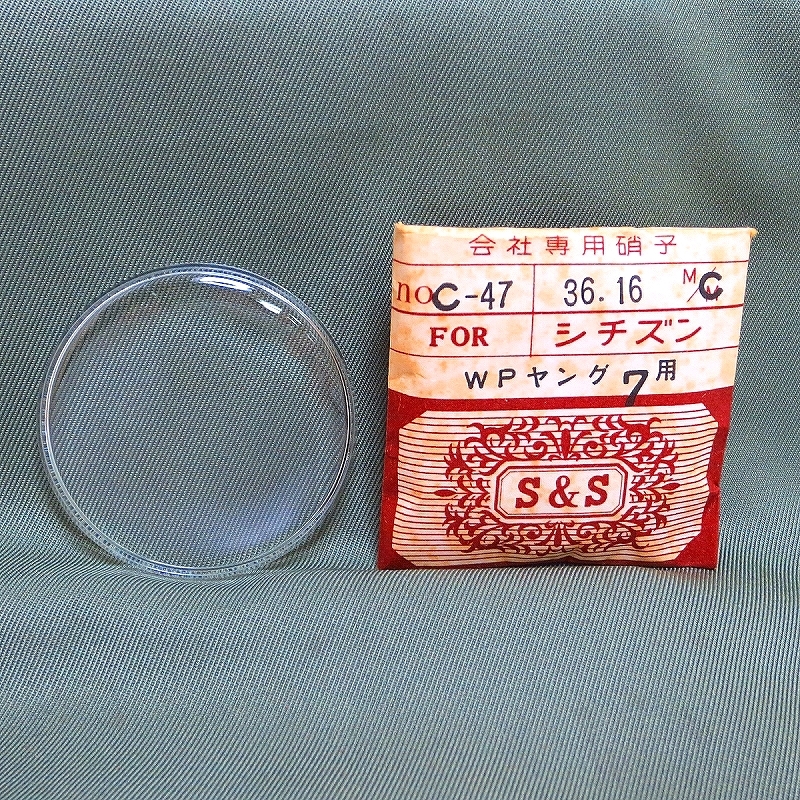 会社専用硝子
noC-47 36.16 M/C
FOR シチズン
WPヤング7用
S&S